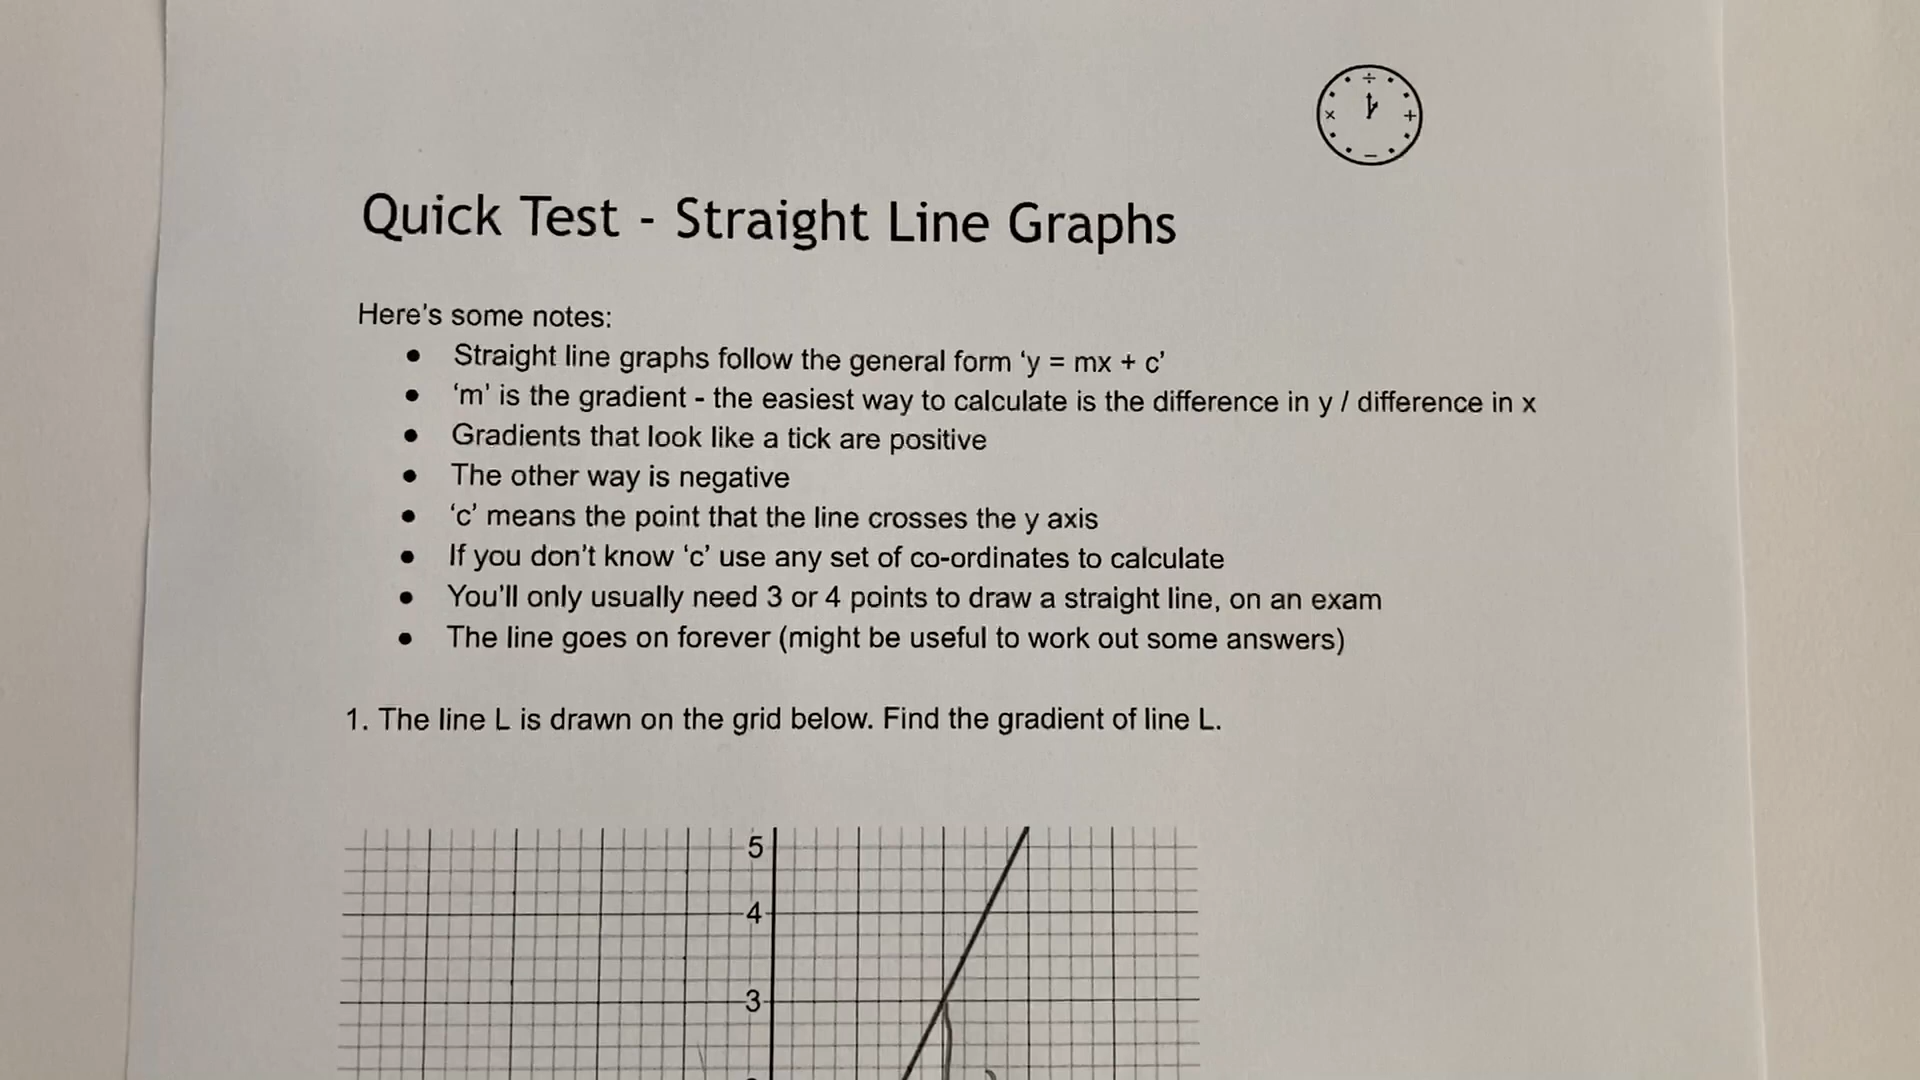 ÷
× +
−
Quick Test - Straight Line Graphs
Here's some notes:
● Straight line graphs follow the general form ‘y = mx + c’
● ‘m’ is the gradient - the easiest way to calculate is the difference in y / difference in x
● Gradients that look like a tick are positive
● The other way is negative
● ‘c’ means the point that the line crosses the y axis
● If you don’t know ‘c’ use any set of co-ordinates to calculate
● You’ll only usually need 3 or 4 points to draw a straight line, on an exam
● The line goes on forever (might be useful to work out some answers)
1. The line L is drawn on the grid below. Find the gradient of line L.
5
4
3